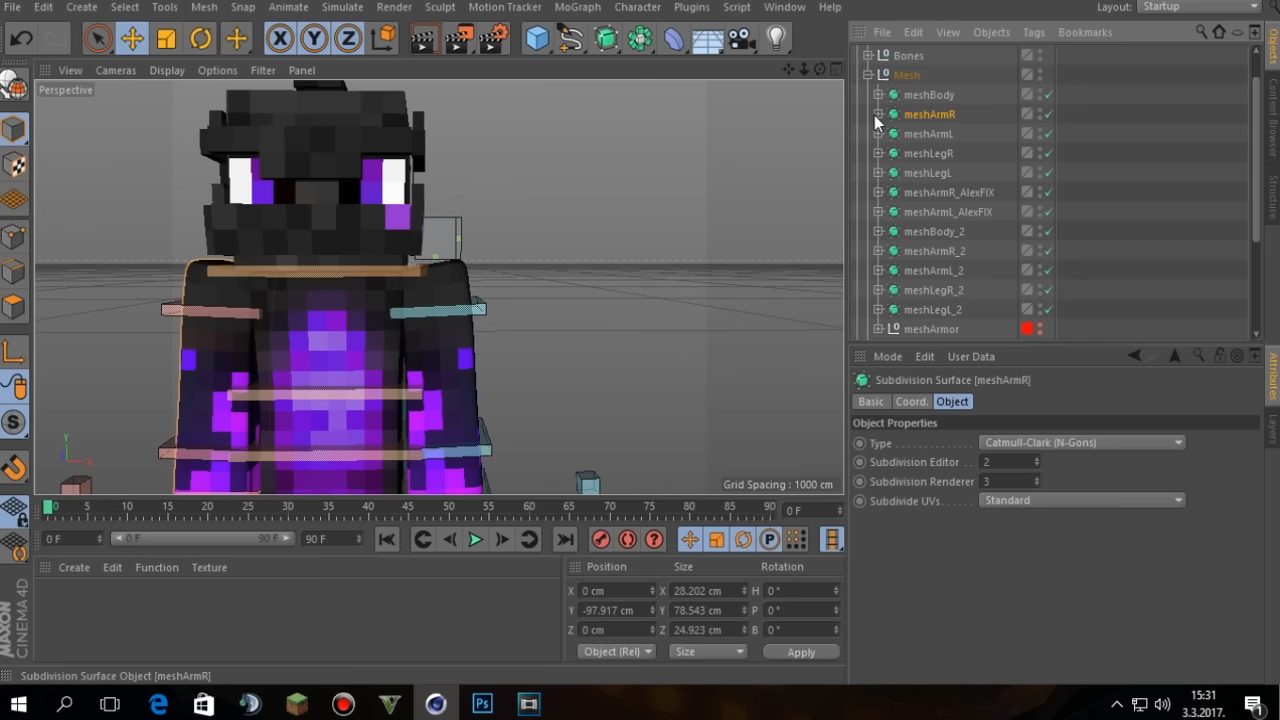 File Edit Create Select Tools Mesh Snap Animate Simulate Render Sculpt Motion Tracker MoGraph Character Plugins Script Window Help Layout: Startup
View Cameras Display Options Filter Panel
Perspective
Grid Spacing : 1000 cm
File Edit View Objects Tags Bookmarks
Bones
Mesh
meshBody
meshArmR
meshArmL
meshLegR
meshLegL
meshArmR_AlexFIX
meshArmL_AlexFIX
meshBody_2
meshArmR_2
meshArmL_2
meshLegR_2
meshLegL_2
meshArmor
Objects
Content Browser
Structure
Mode Edit User Data
Subdivision Surface [meshArmR]
Basic Coord. Object
Object Properties
Type Catmull-Clark (N-Gons)
Subdivision Editor 2
Subdivision Renderer 3
Subdivide UVs Standard
Attributes
Layers
0 5 10 15 20 25 30 35 40 45 50 55 60 65 70 75 80 85 90 0 F
0 F 0 F 90 F 90 F
Create Edit Function Texture
Position Size Rotation
X 0 cm X 28.202 cm H 0 °
Y -97.917 cm Y 78.543 cm P 0 °
Z 0 cm Z 24.923 cm B 0 °
Object (Rel) Size Apply
MAXON CINEMA 4D
Subdivision Surface Object [meshArmR]
15:31
3.3.2017.